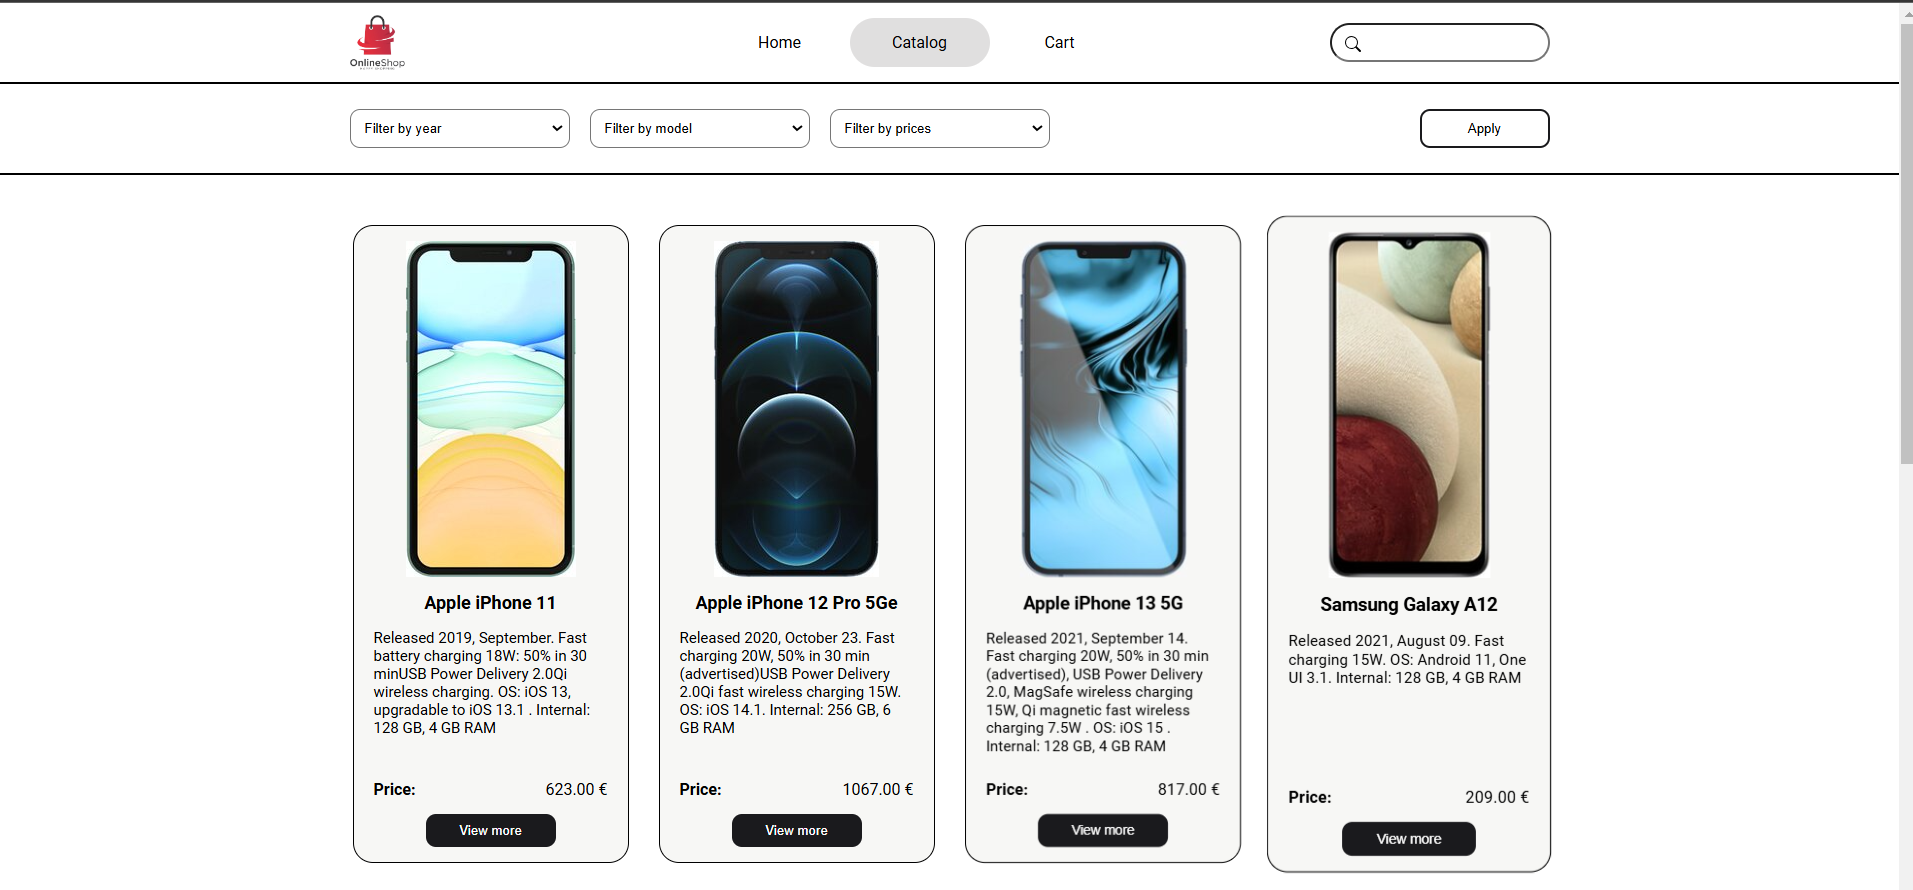 OnlineShop
Home
Catalog
Cart
Filter by year
Filter by model
Filter by prices
Apply
Apple iPhone 11
Released 2019, September. Fast
battery charging 18W: 50% in 30
minUSB Power Delivery 2.0Qi
wireless charging. OS: iOS 13,
upgradable to iOS 13.1 . Internal:
128 GB, 4 GB RAM
Price: 623.00 €
View more
Apple iPhone 12 Pro 5Ge
Released 2020, October 23. Fast
charging 20W, 50% in 30 min
(advertised)USB Power Delivery
2.0Qi fast wireless charging 15W.
OS: iOS 14.1. Internal: 256 GB, 6
GB RAM
Price: 1067.00 €
View more
Apple iPhone 13 5G
Released 2021, September 14.
Fast charging 20W, 50% in 30 min
(advertised), USB Power Delivery
2.0, MagSafe wireless charging
15W, Qi magnetic fast wireless
charging 7.5W . OS: iOS 15 .
Internal: 128 GB, 4 GB RAM
Price: 817.00 €
View more
Samsung Galaxy A12
Released 2021, August 09. Fast
charging 15W. OS: Android 11, One
UI 3.1. Internal: 128 GB, 4 GB RAM
Price: 209.00 €
View more